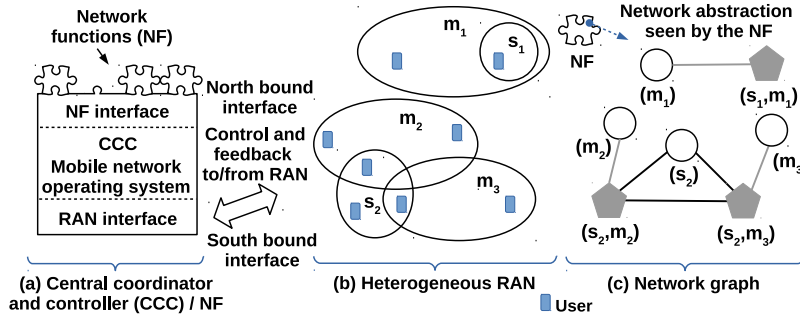 Network
functions (NF)
NF interface
CCC
Mobile network
operating system
RAN interface
North bound
interface
Control and
feedback
to/from RAN
South bound
interface
(a) Central coordinator
and controller (CCC) / NF
m1
s1
m2
s2
m3
(b) Heterogeneous RAN
User
NF
Network abstraction
seen by the NF
(m1)
(s1,m1)
(m2)
(s2)
(m3
(s2,m2)
(s2,m3)
(c) Network graph